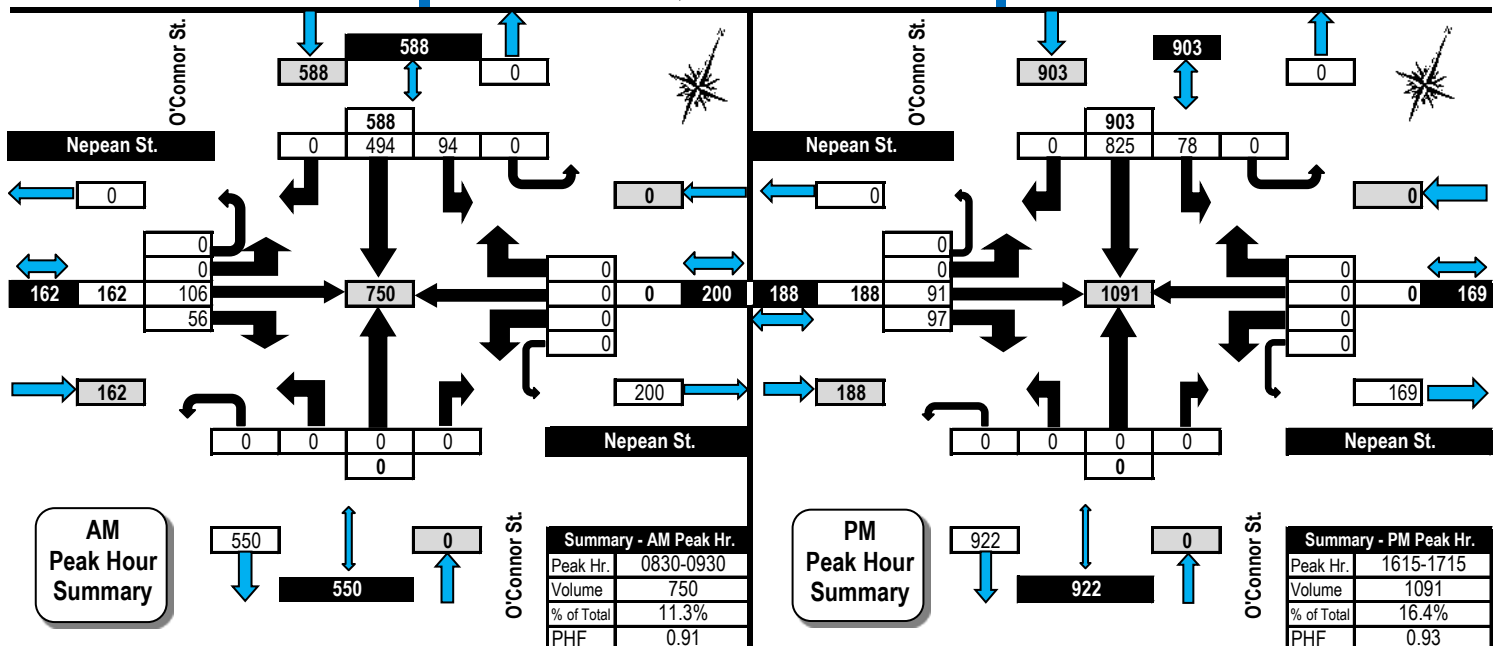 O'Connor St.
588
588
0
588
0 494 94 0
Nepean St.
0
0
0
0
162 162 106
56
750
0
0 0 200
0
0
162
200
0 0 0 0
0
Nepean St.
AM
Peak Hour
Summary
550
0
550
O'Connor St.
Summary - AM Peak Hr.
Peak Hr. 0830-0930
Volume 750
% of Total 11.3%
PHF 0.91
O'Connor St.
903
903
0
903
0 825 78 0
Nepean St.
0
0
0
0
188 188 91
97
1091
0
0 0 169
0
0
188
169
0 0 0 0
0
Nepean St.
PM
Peak Hour
Summary
922
0
922
O'Connor St.
Summary - PM Peak Hr.
Peak Hr. 1615-1715
Volume 1091
% of Total 16.4%
PHF 0.93